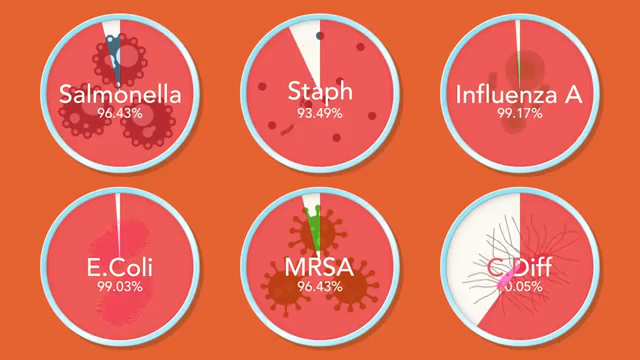 Salmonella
96.43%
Staph
93.49%
Influenza A
99.17%
E.Coli
99.03%
MRSA
96.43%
C Diff